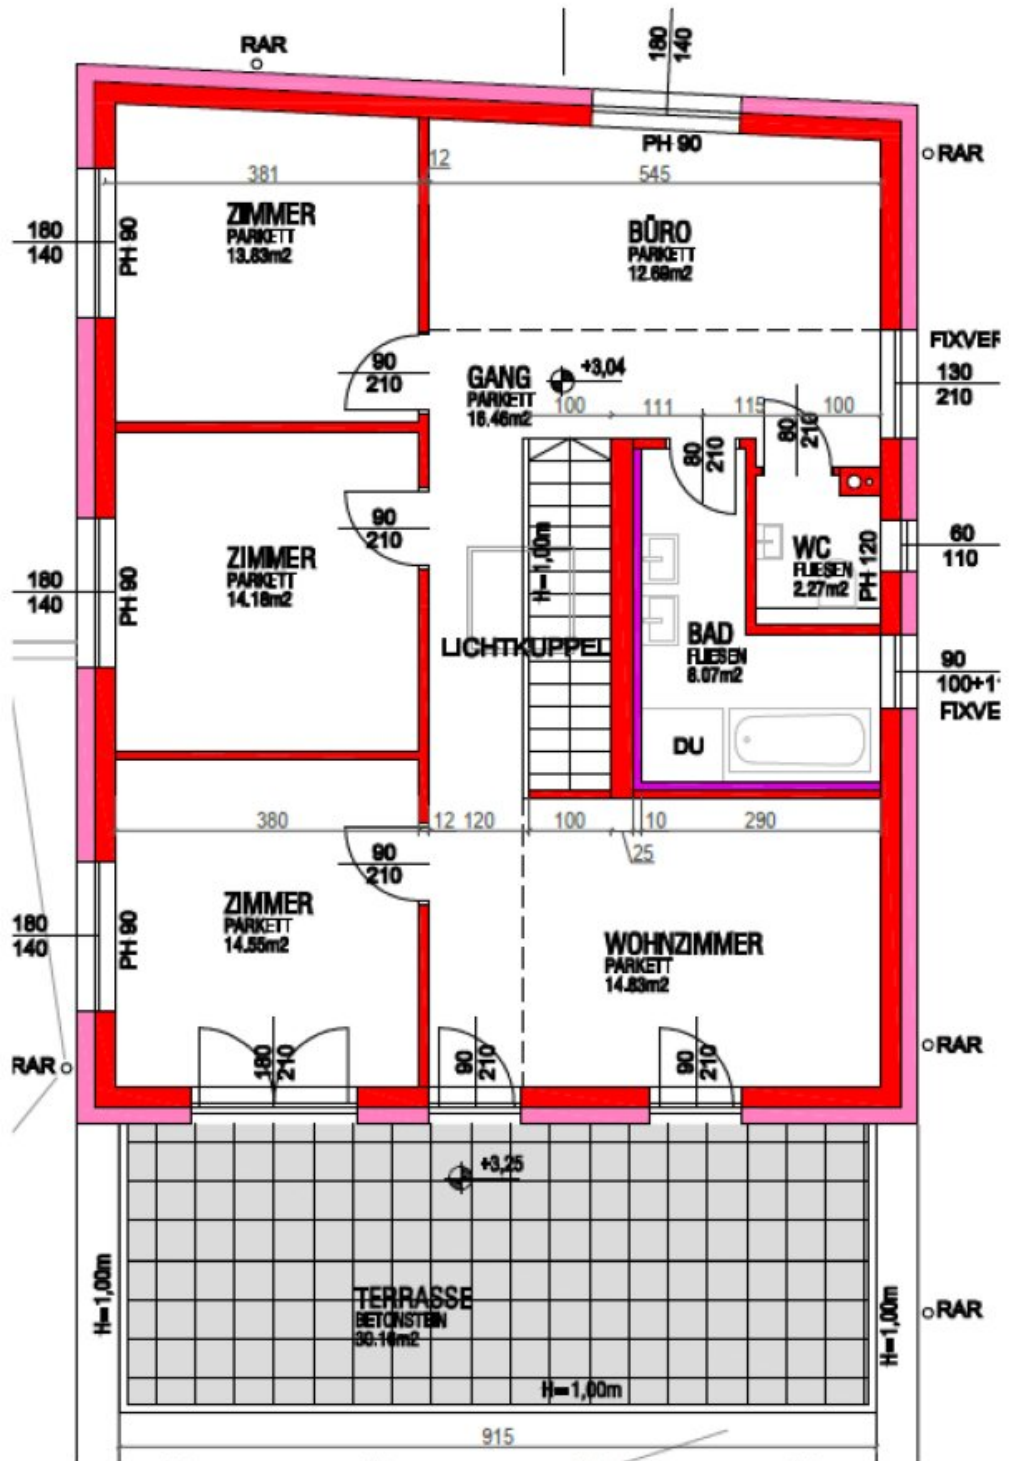 RAR
180
140
RAR
PH 90
12
381
545
ZIMMER
PARKETT
13.83m2
BÜRO
PARKETT
12.69m2
180
140
PH 90
FIXVER
130
210
90
210
GANG
PARKETT
16.46m2
+3,04
100
111
115
100
80
210
80
210
90
210
H=1,00m
60
110
WC
FLIESEN
2.27m2
PH 120
ZIMMER
PARKETT
14.18m2
180
140
PH 90
LICHTKUPPEL
BAD
FLIESEN
8.07m2
90
100+1
FIXVE
DU
380
12
120
100
10
290
25
90
210
ZIMMER
PARKETT
14.55m2
180
140
PH 90
WOHNZIMMER
PARKETT
14.83m2
180
210
90
210
90
210
RAR
RAR
+3,25
TERRASSE
BETONSTEIN
30.16m2
H=1,00m
H=1,00m
RAR
H=1,00m
915